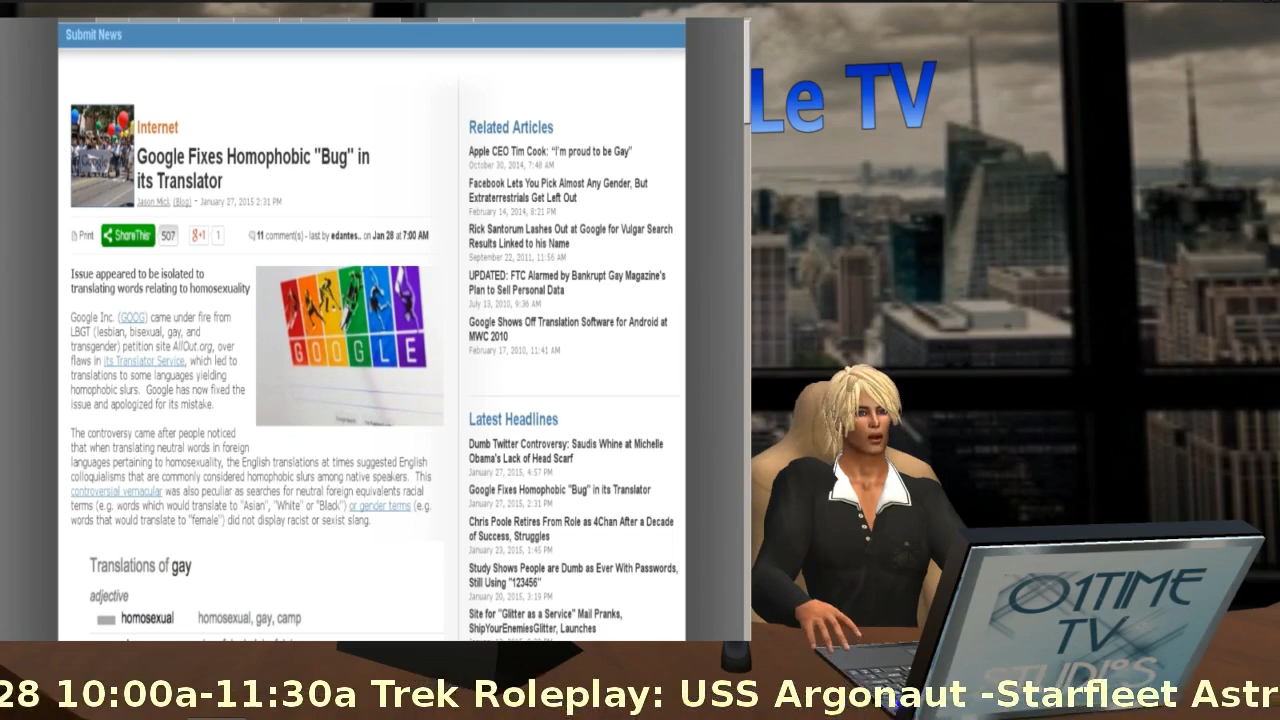 Submit News
Internet
Google Fixes Homophobic "Bug" in
its Translator
Jason Mick (Blog) - January 27, 2015 2:31 PM
Print
ShareThis
507
g+1
1
11 comment(s) - last by edantes.. on Jan 28 at 7:00 AM
Issue appeared to be isolated to
translating words relating to homosexuality
Google Inc. (GOOG) came under fire from
LBGT (lesbian, bisexual, gay, and
transgender) petition site AllOut.org, over
flaws in its Translator Service, which led to
translations to some languages yielding
homophobic slurs. Google has now fixed the
issue and apologized for its mistake.
GOOGLE
The controversy came after people noticed
that when translating neutral words in foreign
languages pertaining to homosexuality, the English translations at times suggested English
colloquialisms that are commonly considered homophobic slurs among native speakers. This
controversial vernacular was also peculiar as searches for neutral foreign equivalents racial
terms (e.g. words which would translate to "Asian", "White" or "Black") or gender terms (e.g.
words that would translate to "female") did not display racist or sexist slang.
Translations of gay
adjective
homosexual homosexual, gay, camp
Related Articles
Apple CEO Tim Cook: "I'm proud to be Gay"
October 30, 2014, 7:48 AM
Facebook Lets You Pick Almost Any Gender, But
Extraterrestrials Get Left Out
February 14, 2014, 8:21 PM
Rick Santorum Lashes Out at Google for Vulgar Search
Results Linked to his Name
September 22, 2011, 11:56 AM
UPDATED: FTC Alarmed by Bankrupt Gay Magazine's
Plan to Sell Personal Data
July 13, 2010, 9:36 AM
Google Shows Off Translation Software for Android at
MWC 2010
February 17, 2010, 11:41 AM
Latest Headlines
Dumb Twitter Controversy: Saudis Whine at Michelle
Obama's Lack of Head Scarf
January 27, 2015, 4:57 PM
Google Fixes Homophobic "Bug" in its Translator
January 27, 2015, 2:31 PM
Chris Poole Retires From Role as 4Chan After a Decade
of Success, Struggles
January 23, 2015, 1:45 PM
Study Shows People are Dumb as Ever With Passwords,
Still Using "123456"
January 20, 2015, 3:19 PM
Site for "Glitter as a Service" Mail Pranks,
ShipYourEnemiesGlitter, Launches
Le TV
O1TIME
TV
STUDIOS
28 10:00a-11:30a Trek Roleplay: USS Argonaut -Starfleet Astr